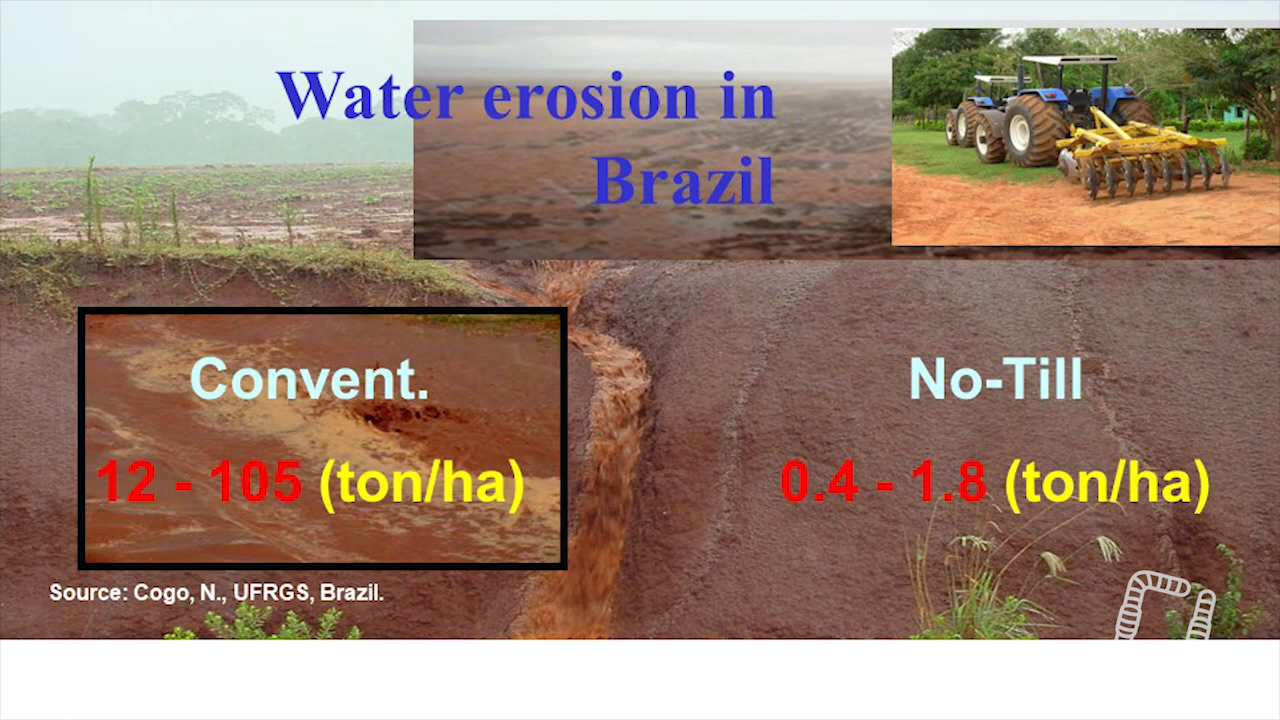 Water erosion in
Brazil
Convent.
No-Till
12 - 105 (ton/ha)
0.4 - 1.8 (ton/ha)
Source: Cogo, N., UFRGS, Brazil.